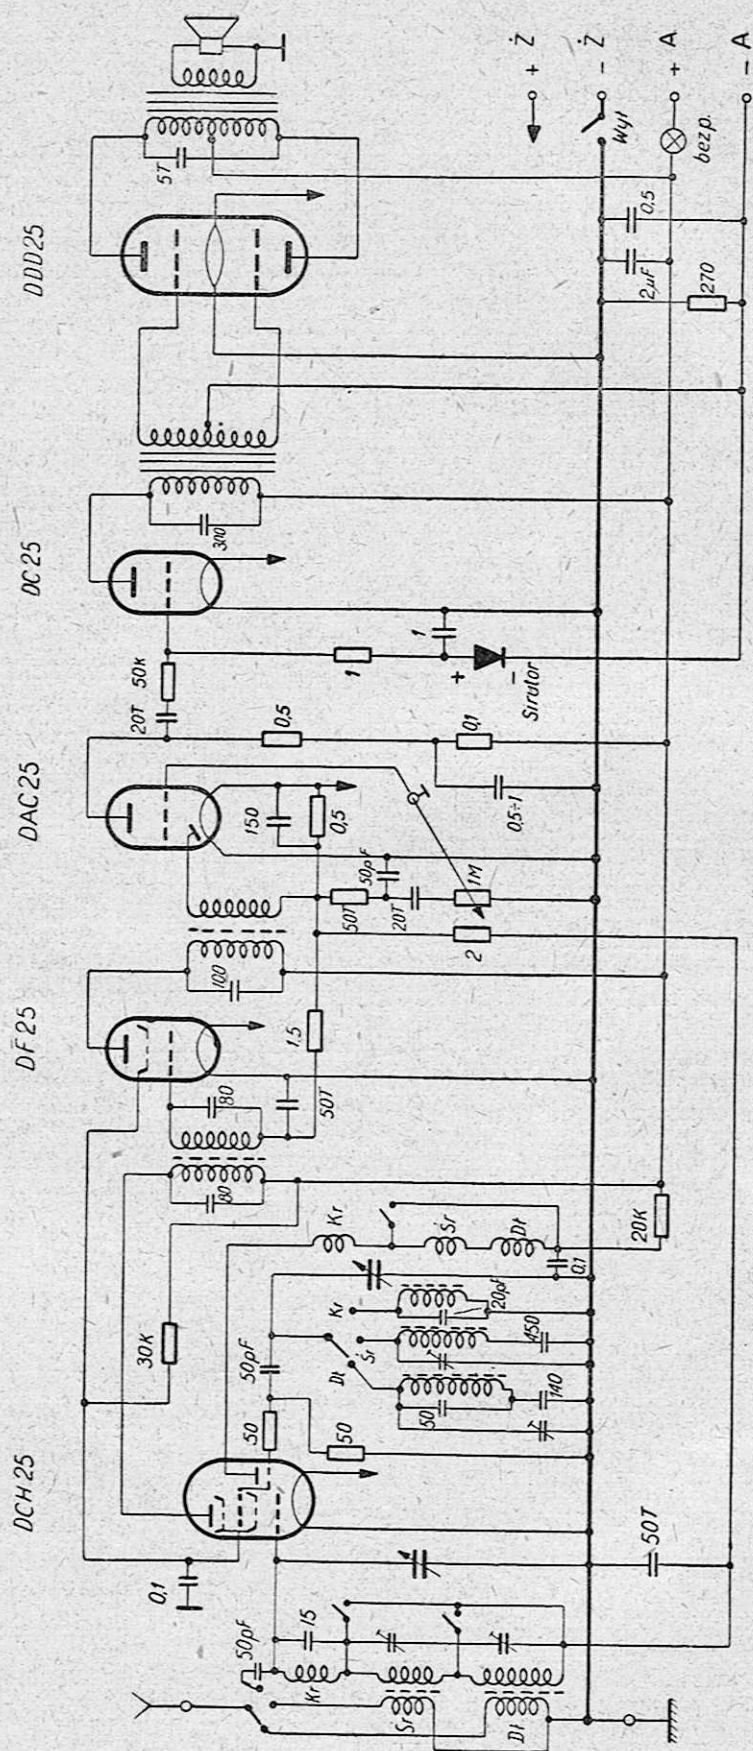 DCH25
DF25
DAC25
DC25
DDD25
50pF
15
Kr
Śr
Dł
0,1
30K
50
50
50pF
Dł
Śr
Kr
50
140
450
20pF
Kr
Śr
Dł
0,1
20K
50T
80
80
50T
1,5
100
150
0,5
50T
50pF
20T
1M
2
20T
50K
0,5
0,1
0,5÷1
1
1
+
−
Sirutor
300
5T
270
2μF
0,5
Wył
bezp.
+ Ż
− Ż
+ A
− A